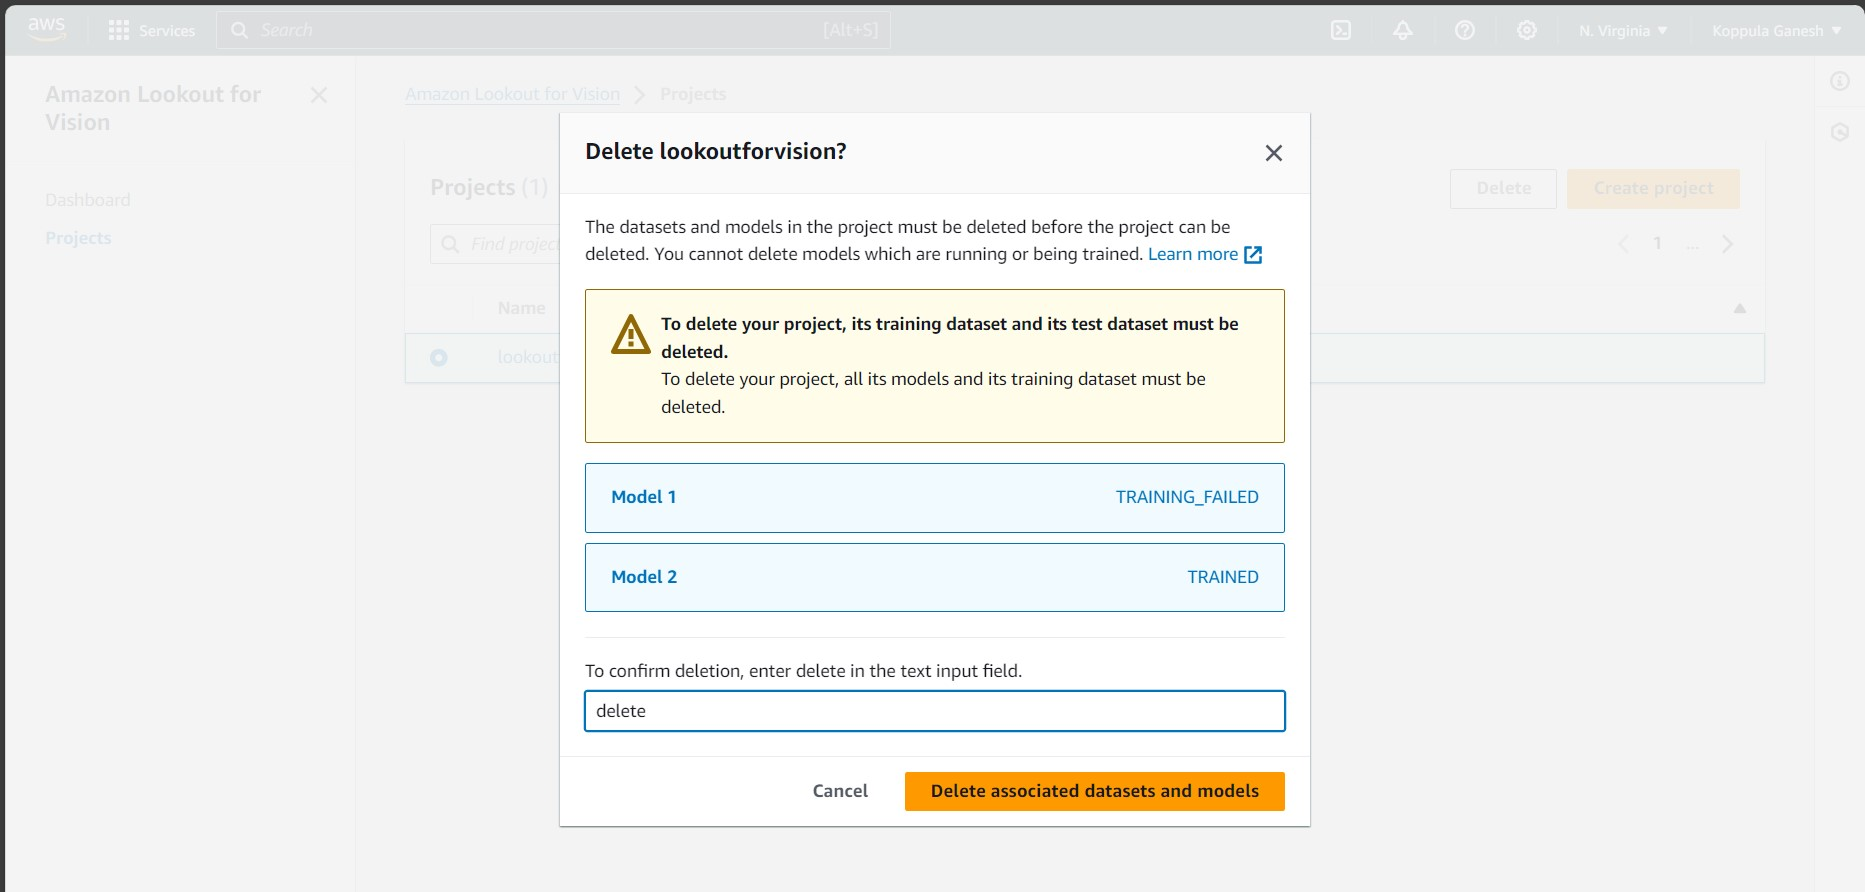 aws
Services
Search
[Alt+S]
N. Virginia
Koppula Ganesh
Amazon Lookout for
Vision
Dashboard
Projects
Amazon Lookout for Vision
Projects
Projects (1)
Delete
Create project
Find project
1
...
Name
lookout
Delete lookoutforvision?
The datasets and models in the project must be deleted before the project can be
deleted. You cannot delete models which are running or being trained. Learn more
To delete your project, its training dataset and its test dataset must be
deleted.
To delete your project, all its models and its training dataset must be
deleted.
Model 1 TRAINING_FAILED
Model 2 TRAINED
To confirm deletion, enter delete in the text input field.
delete
Cancel
Delete associated datasets and models